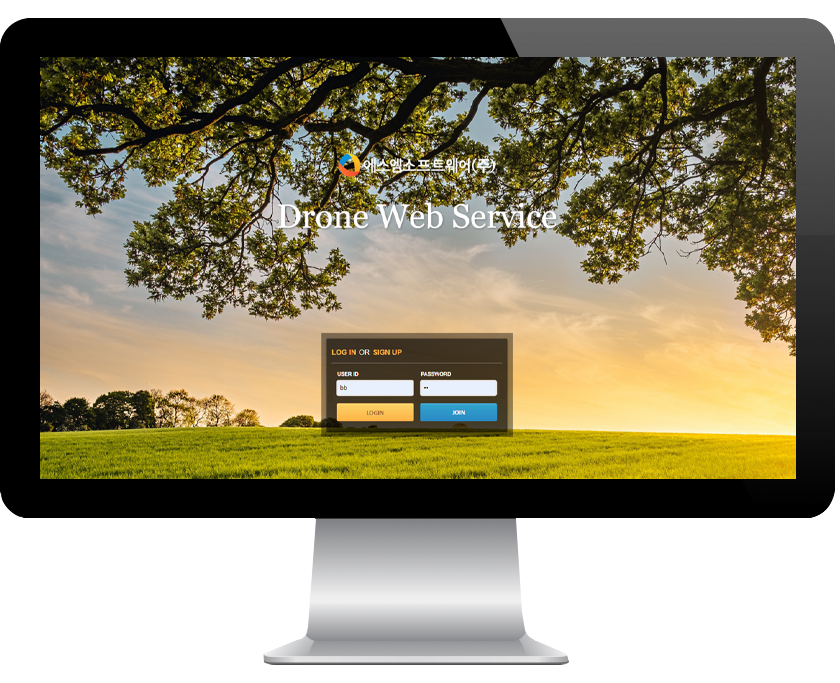 에스엠소프트웨어(주)
Drone Web Service
LOG IN OR SIGN UP
USER ID PASSWORD
bb ••
LOGIN JOIN